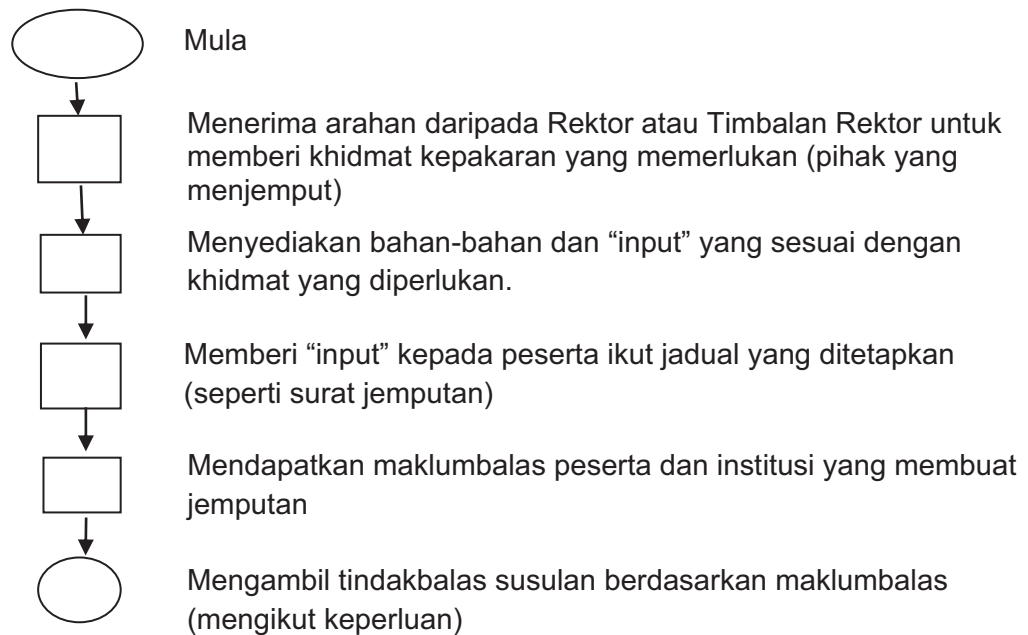 Mula
Menerima arahan daripada Rektor atau Timbalan Rektor untuk
memberi khidmat kepakaran yang memerlukan (pihak yang
menjemput)
Menyediakan bahan-bahan dan “input” yang sesuai dengan
khidmat yang diperlukan.
Memberi “input” kepada peserta ikut jadual yang ditetapkan
(seperti surat jemputan)
Mendapatkan maklumbalas peserta dan institusi yang membuat
jemputan
Mengambil tindakbalas susulan berdasarkan maklumbalas
(mengikut keperluan)